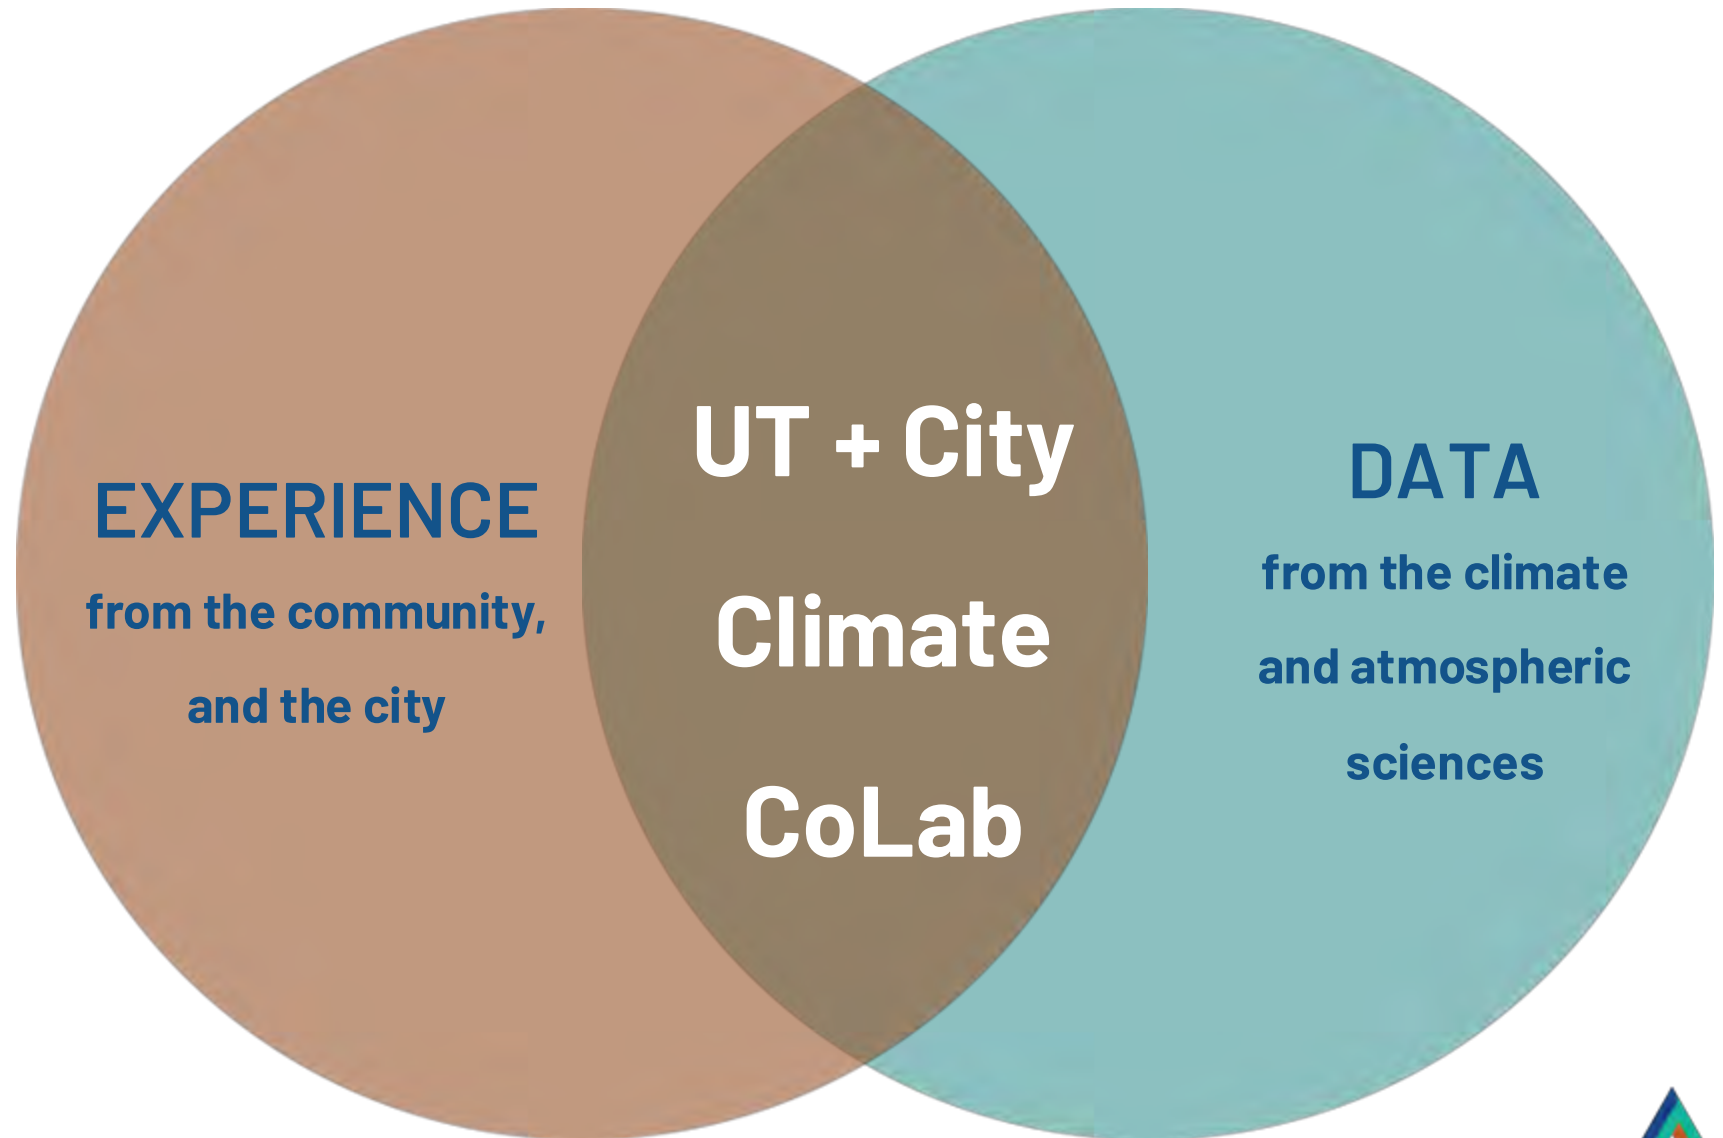 EXPERIENCE
from the community,
and the city
UT + City
Climate
CoLab
DATA
from the climate
and atmospheric
sciences